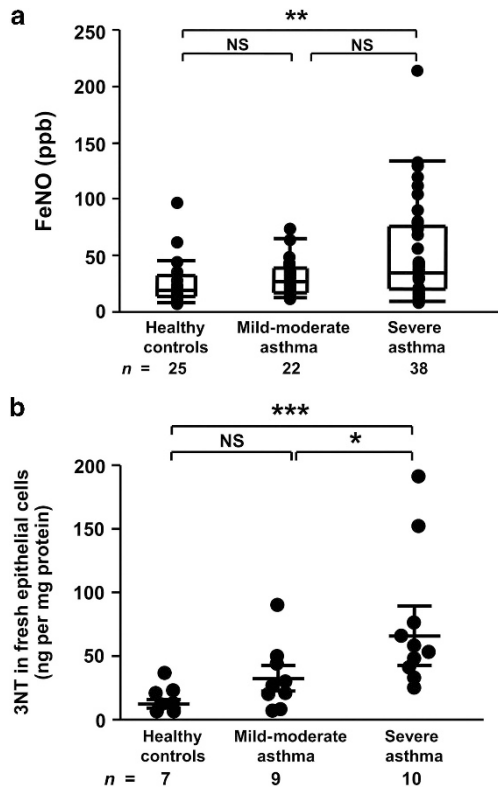 a
**
NS NS
250
200
150
100
50
0
FeNO (ppb)
Healthy controls
Mild-moderate asthma
Severe asthma
n = 25 22 38
b
***
NS *
200
150
100
50
0
3NT in fresh epithelial cells
(ng per mg protein)
Healthy controls
Mild-moderate asthma
Severe asthma
n = 7 9 10